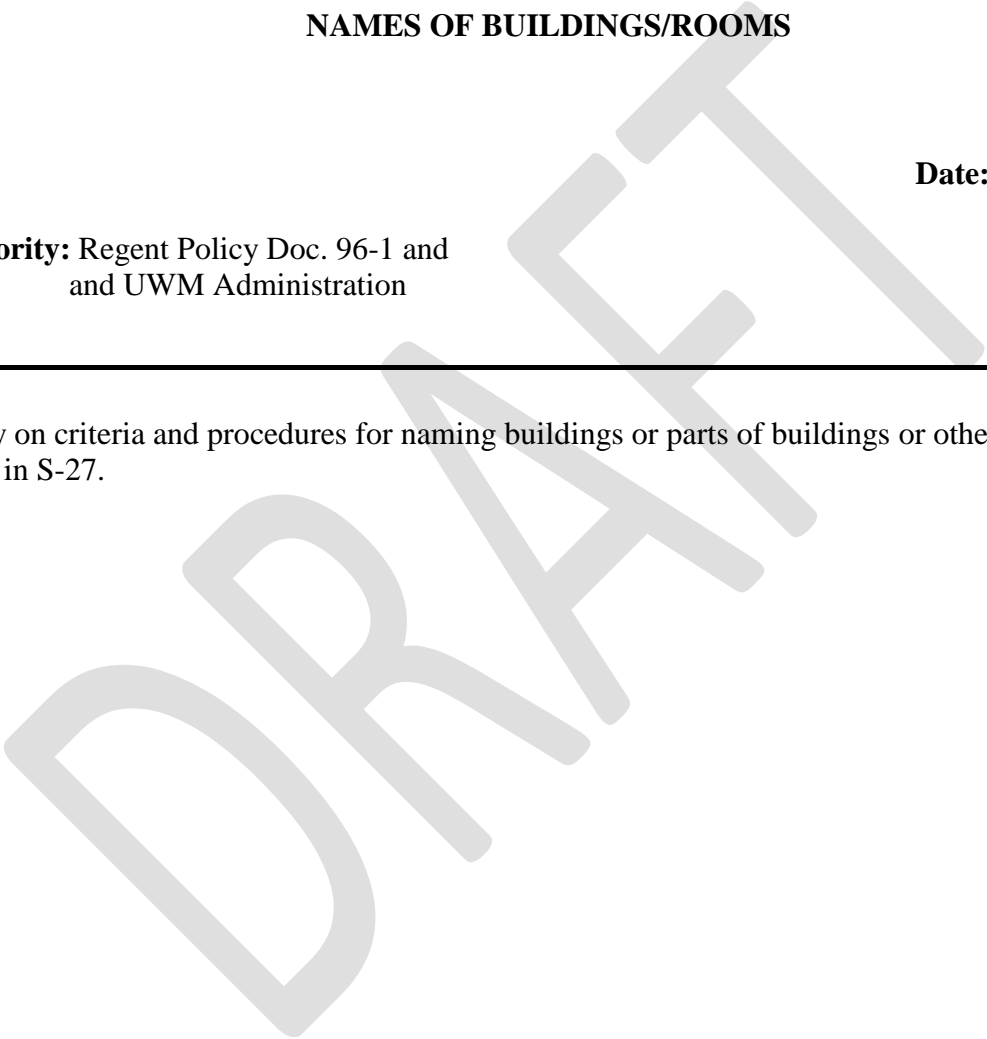 NAMES OF BUILDINGS/ROOMS
Date:
ority: Regent Policy Doc. 96-1 and
and UWM Administration
y on criteria and procedures for naming buildings or parts of buildings or othe
in S-27.
DRAFT